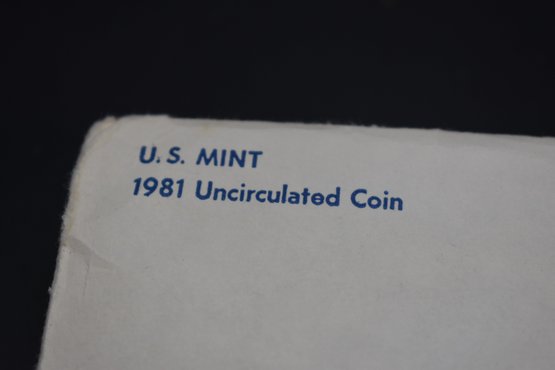 U.S. MINT
1981 Uncirculated Coin